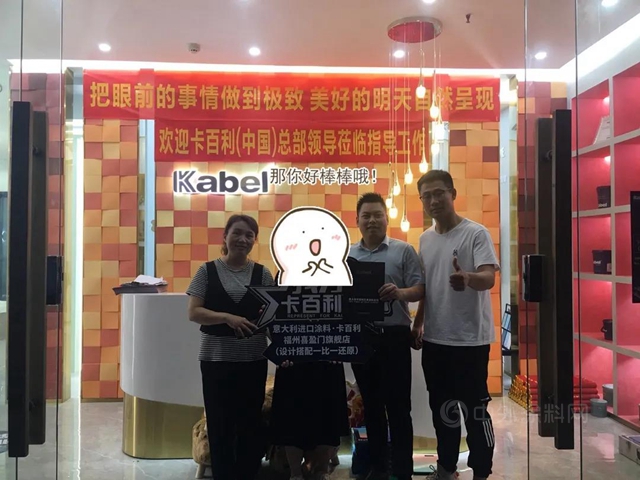 把眼前的事情做到极致 美好的明天自然呈现
欢迎卡百利(中国)总部领导莅临指导工作
Kabel
那你好棒棒哦！
卡百利
意大利进口涂料·卡百利
福州喜盈门旗舰店
(设计搭配一比一还原)